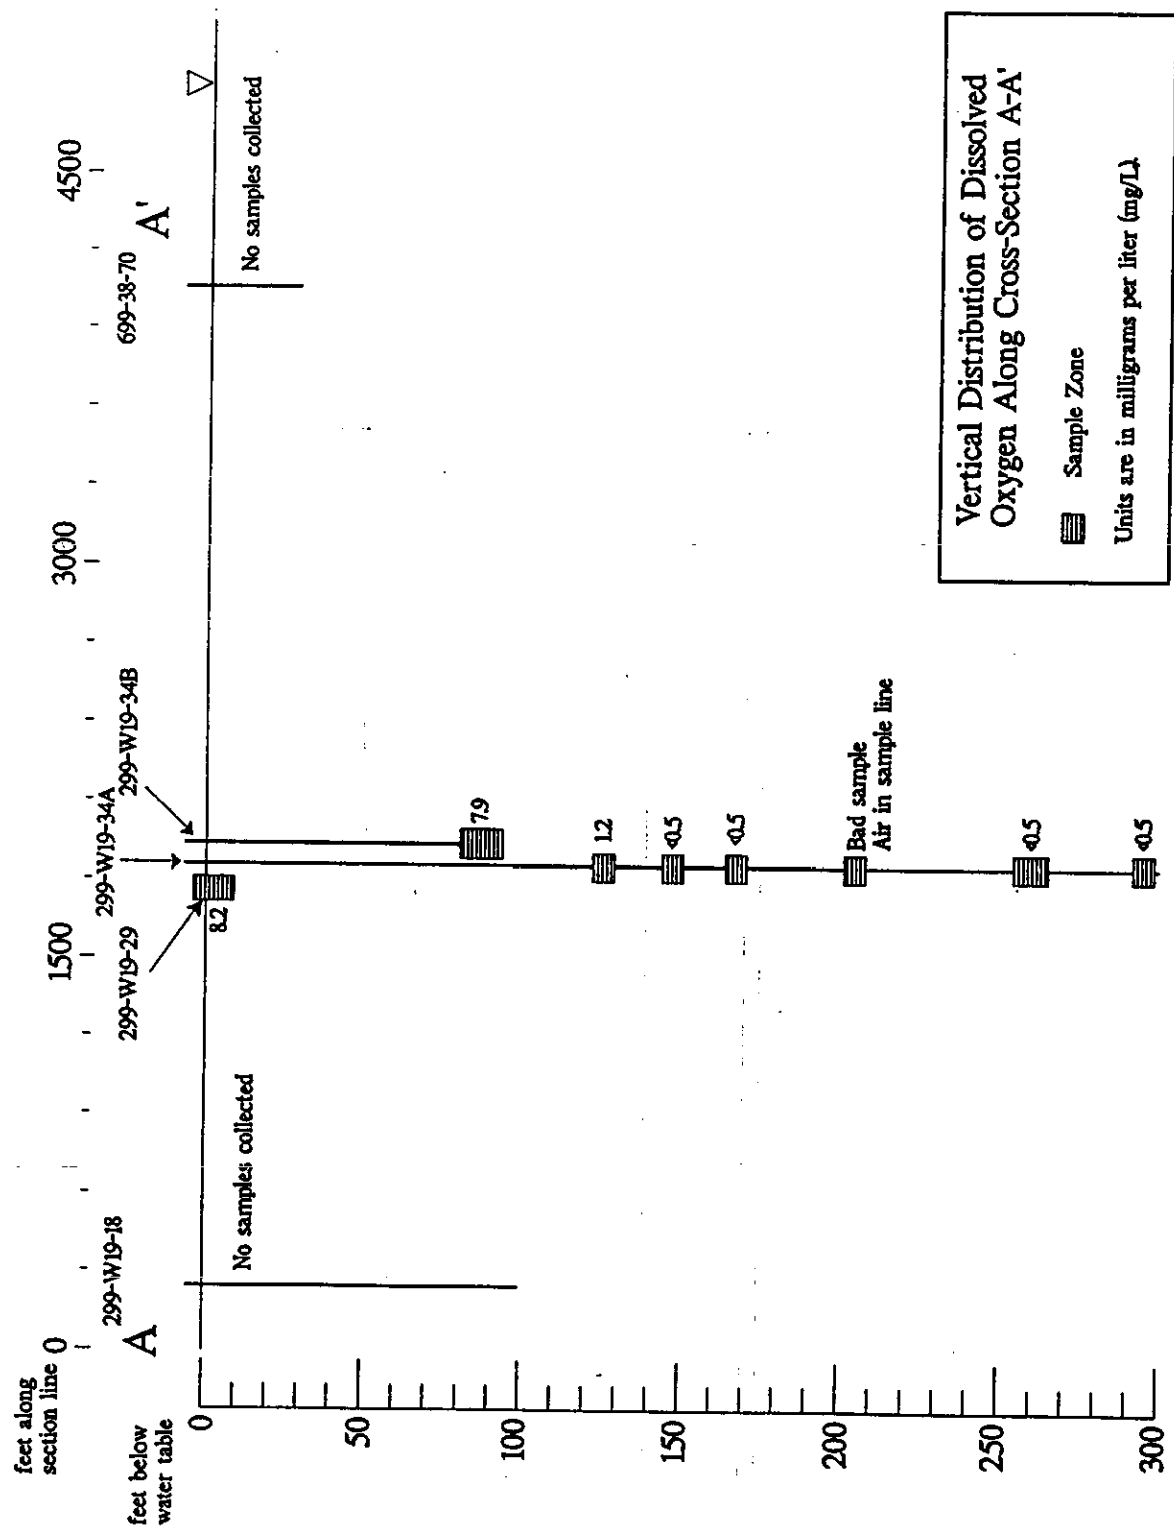 feet along
section line
0
1500
3000
4500
A
A'
299-W19-18
299-W19-29
299-W19-34A
299-W19-34B
699-38-70
feet below
water table
0
50
100
150
200
250
300
No samples collected
No samples collected
8.2
7.9
1.2
<0.5
<0.5
Bad sample
Air in sample line
<0.5
<0.5
Vertical Distribution of Dissolved
Oxygen Along Cross-Section A-A'
Sample Zone
Units are in milligrams per liter (mg/L)